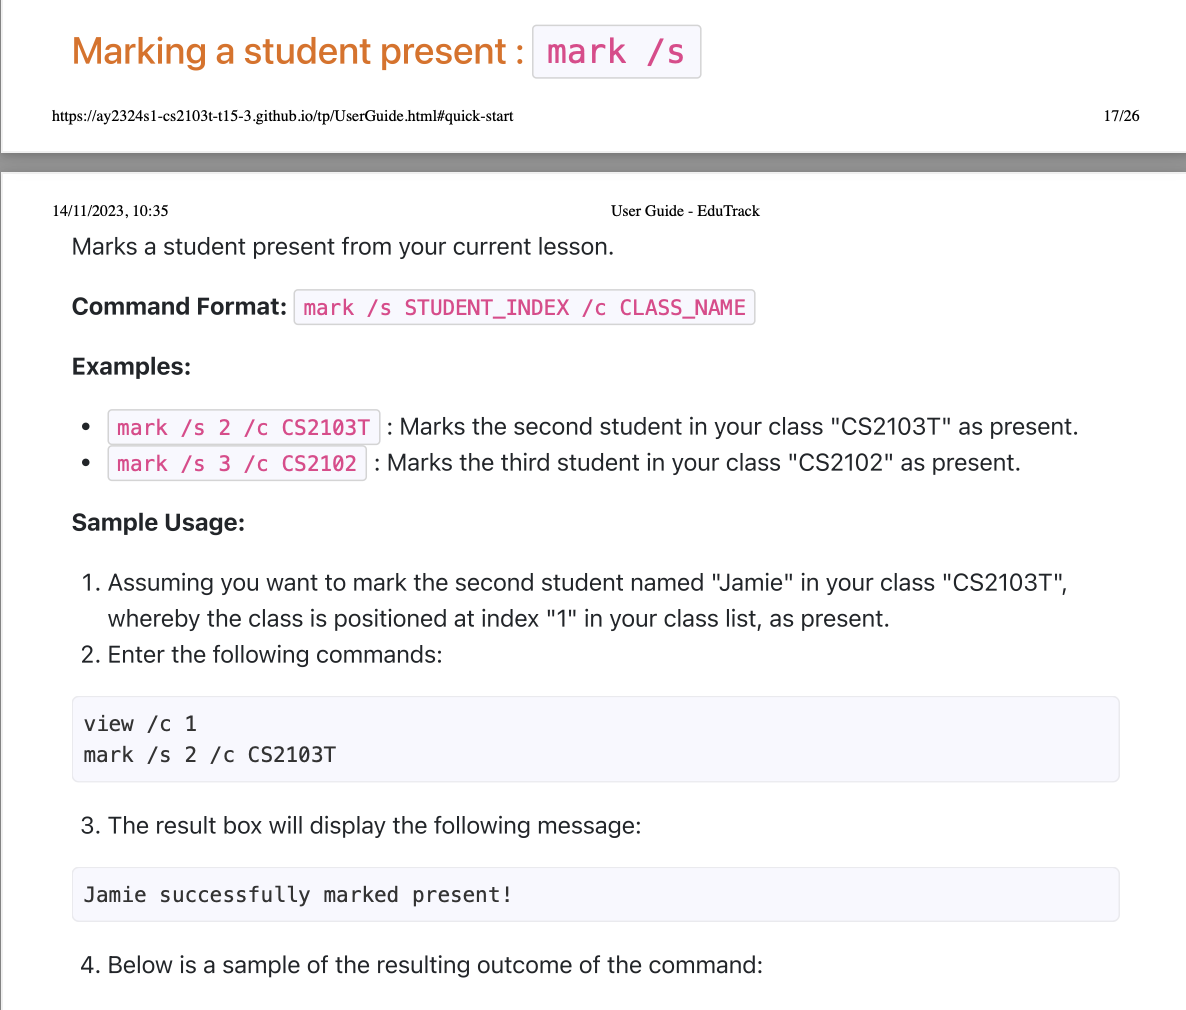 Marking a student present : mark /s
https://ay2324s1-cs2103t-t15-3.github.io/tp/UserGuide.html#quick-start 17/26
14/11/2023, 10:35 User Guide - EduTrack
Marks a student present from your current lesson.
Command Format: mark /s STUDENT_INDEX /c CLASS_NAME
Examples:
• mark /s 2 /c CS2103T : Marks the second student in your class "CS2103T" as present.
• mark /s 3 /c CS2102 : Marks the third student in your class "CS2102" as present.
Sample Usage:
1. Assuming you want to mark the second student named "Jamie" in your class "CS2103T",
whereby the class is positioned at index "1" in your class list, as present.
2. Enter the following commands:
view /c 1
mark /s 2 /c CS2103T
3. The result box will display the following message:
Jamie successfully marked present!
4. Below is a sample of the resulting outcome of the command: